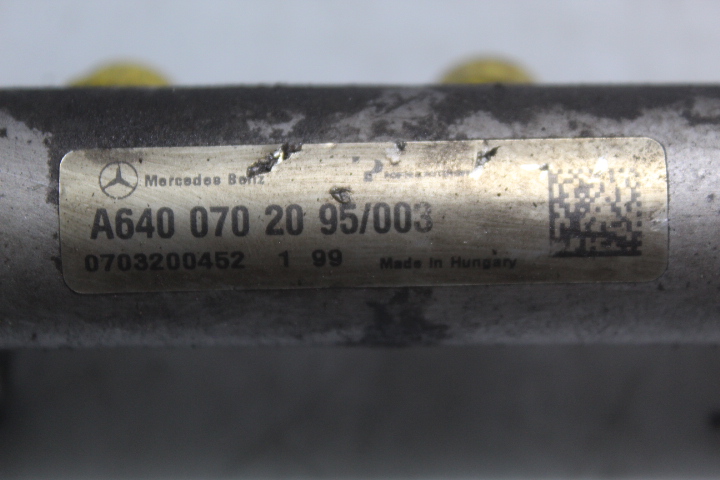 Mercedes Benz
A640 070 20 95/003
0703200452 1 99 Made in Hungary